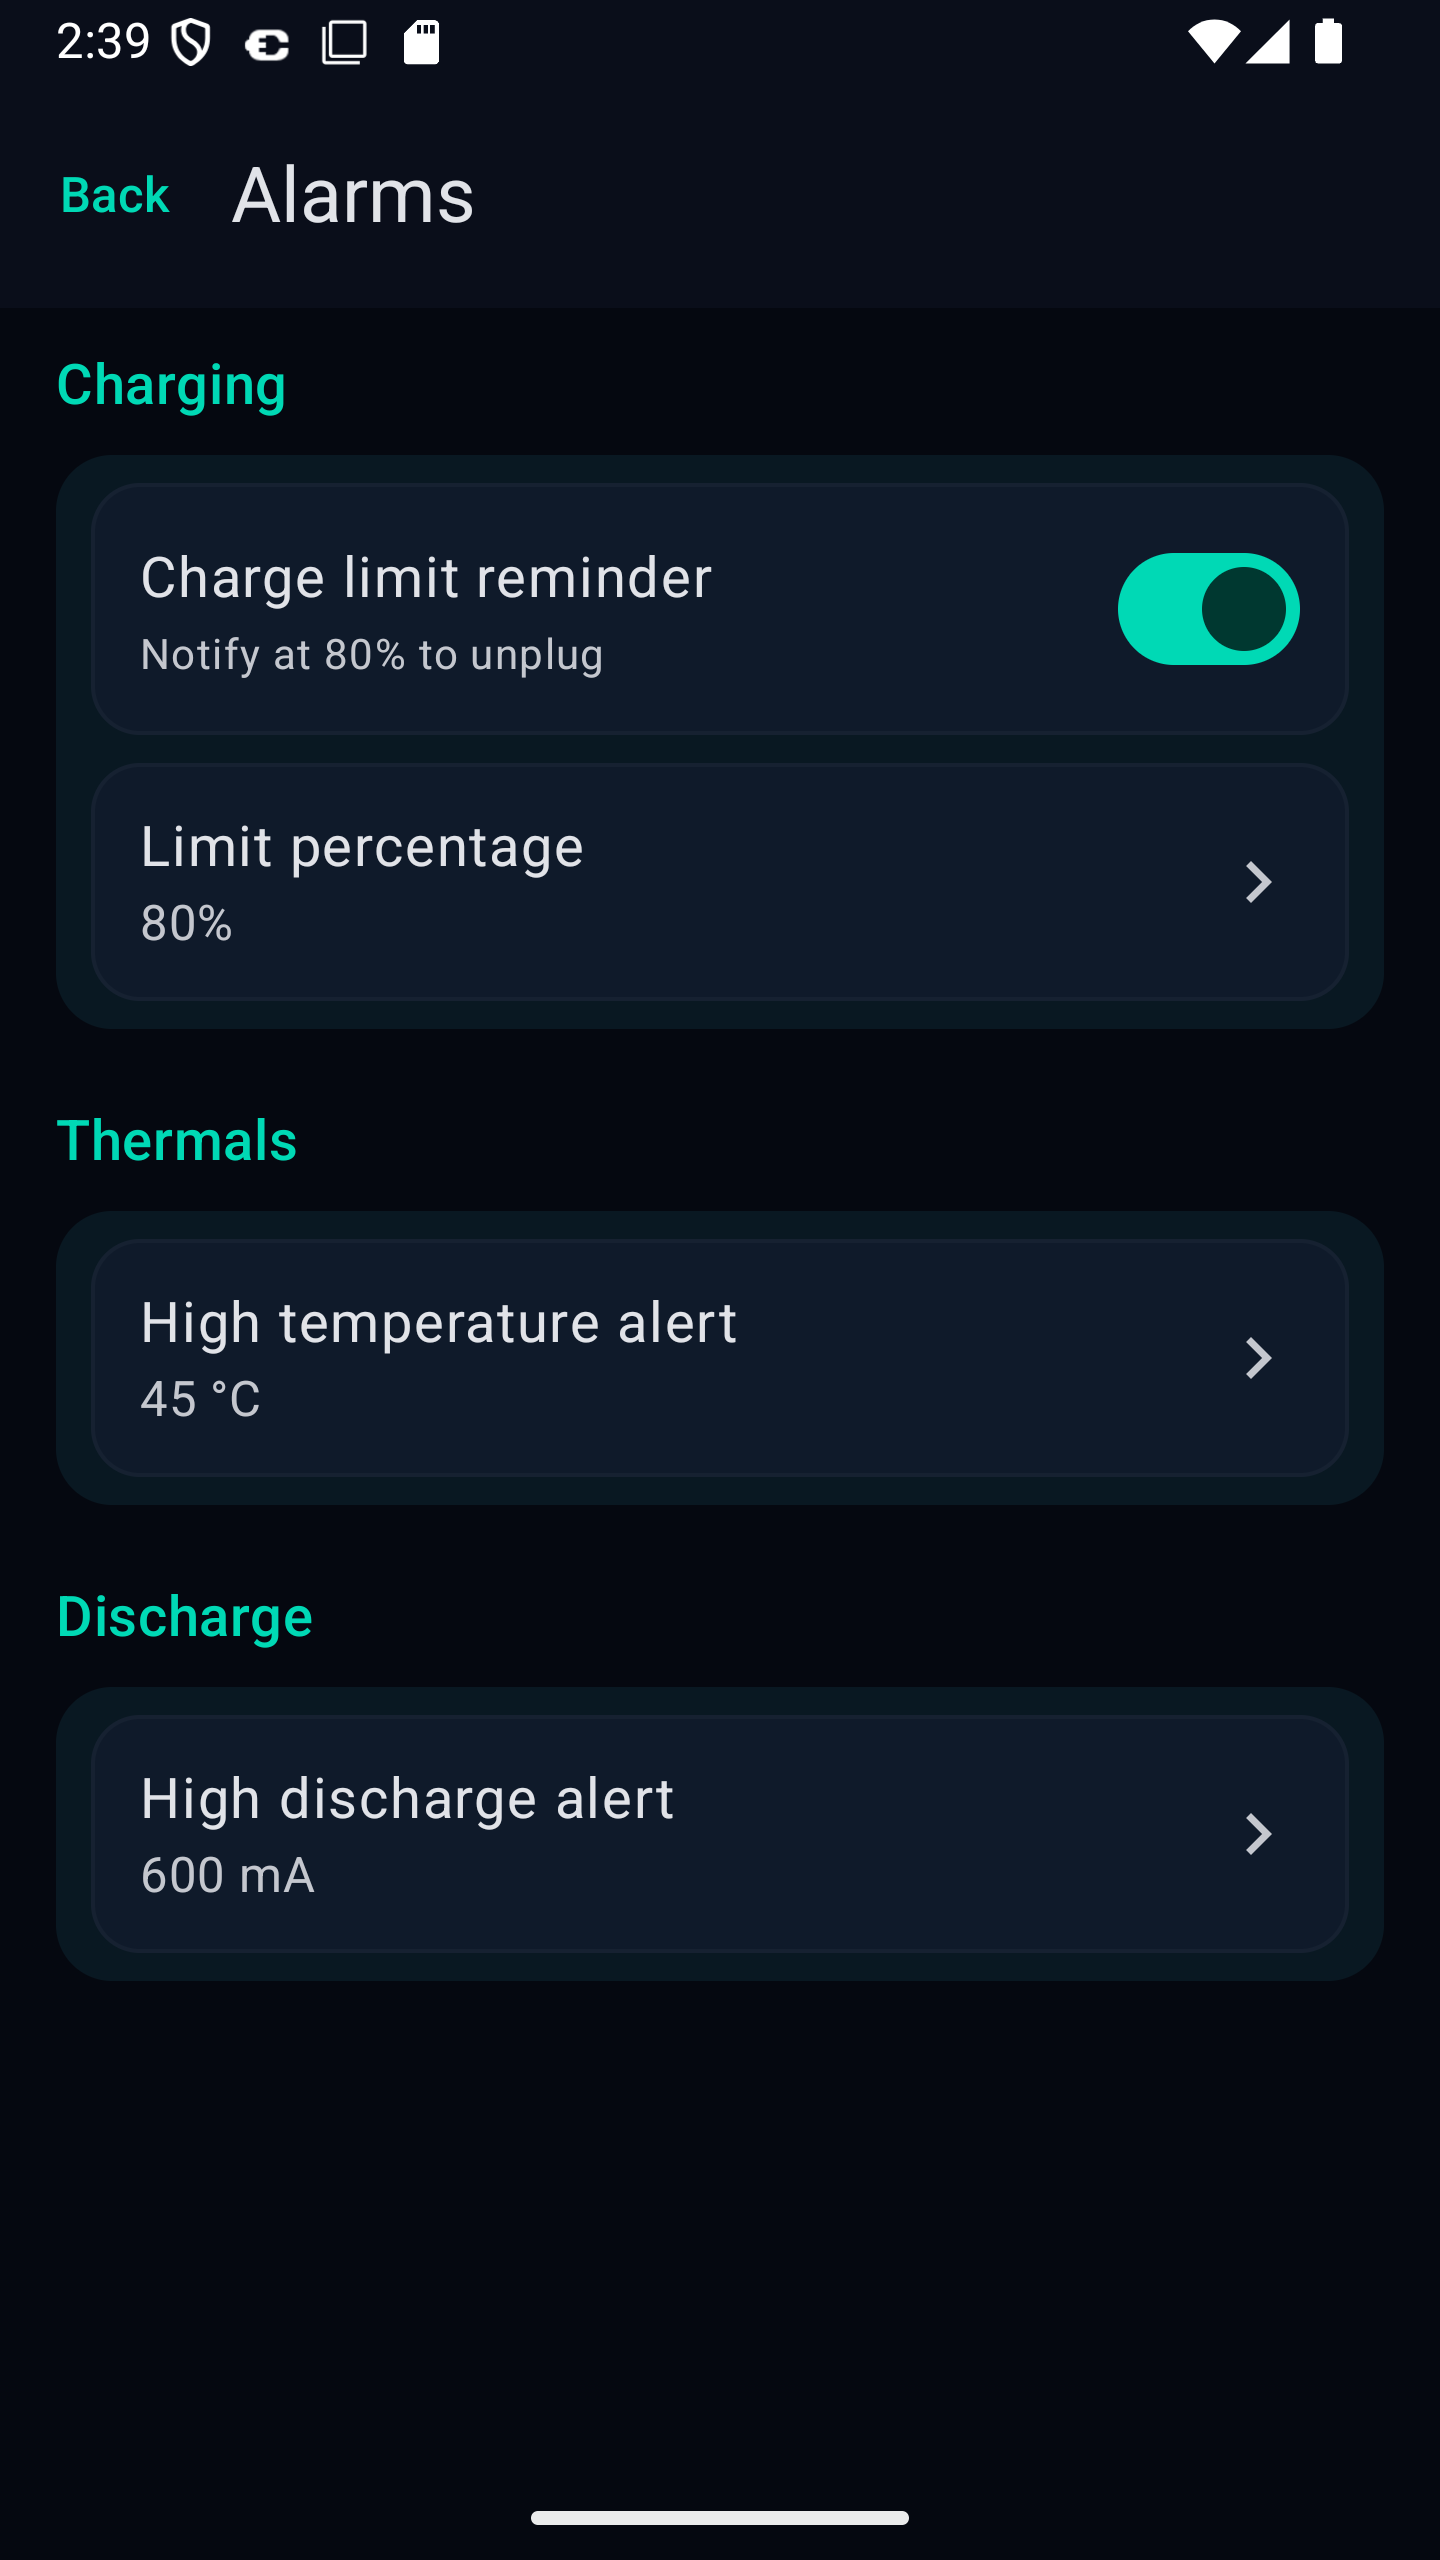 2:39
Back
Alarms
Charging
Charge limit reminder
Notify at 80% to unplug
Limit percentage
80%
Thermals
High temperature alert
45 °C
Discharge
High discharge alert
600 mA